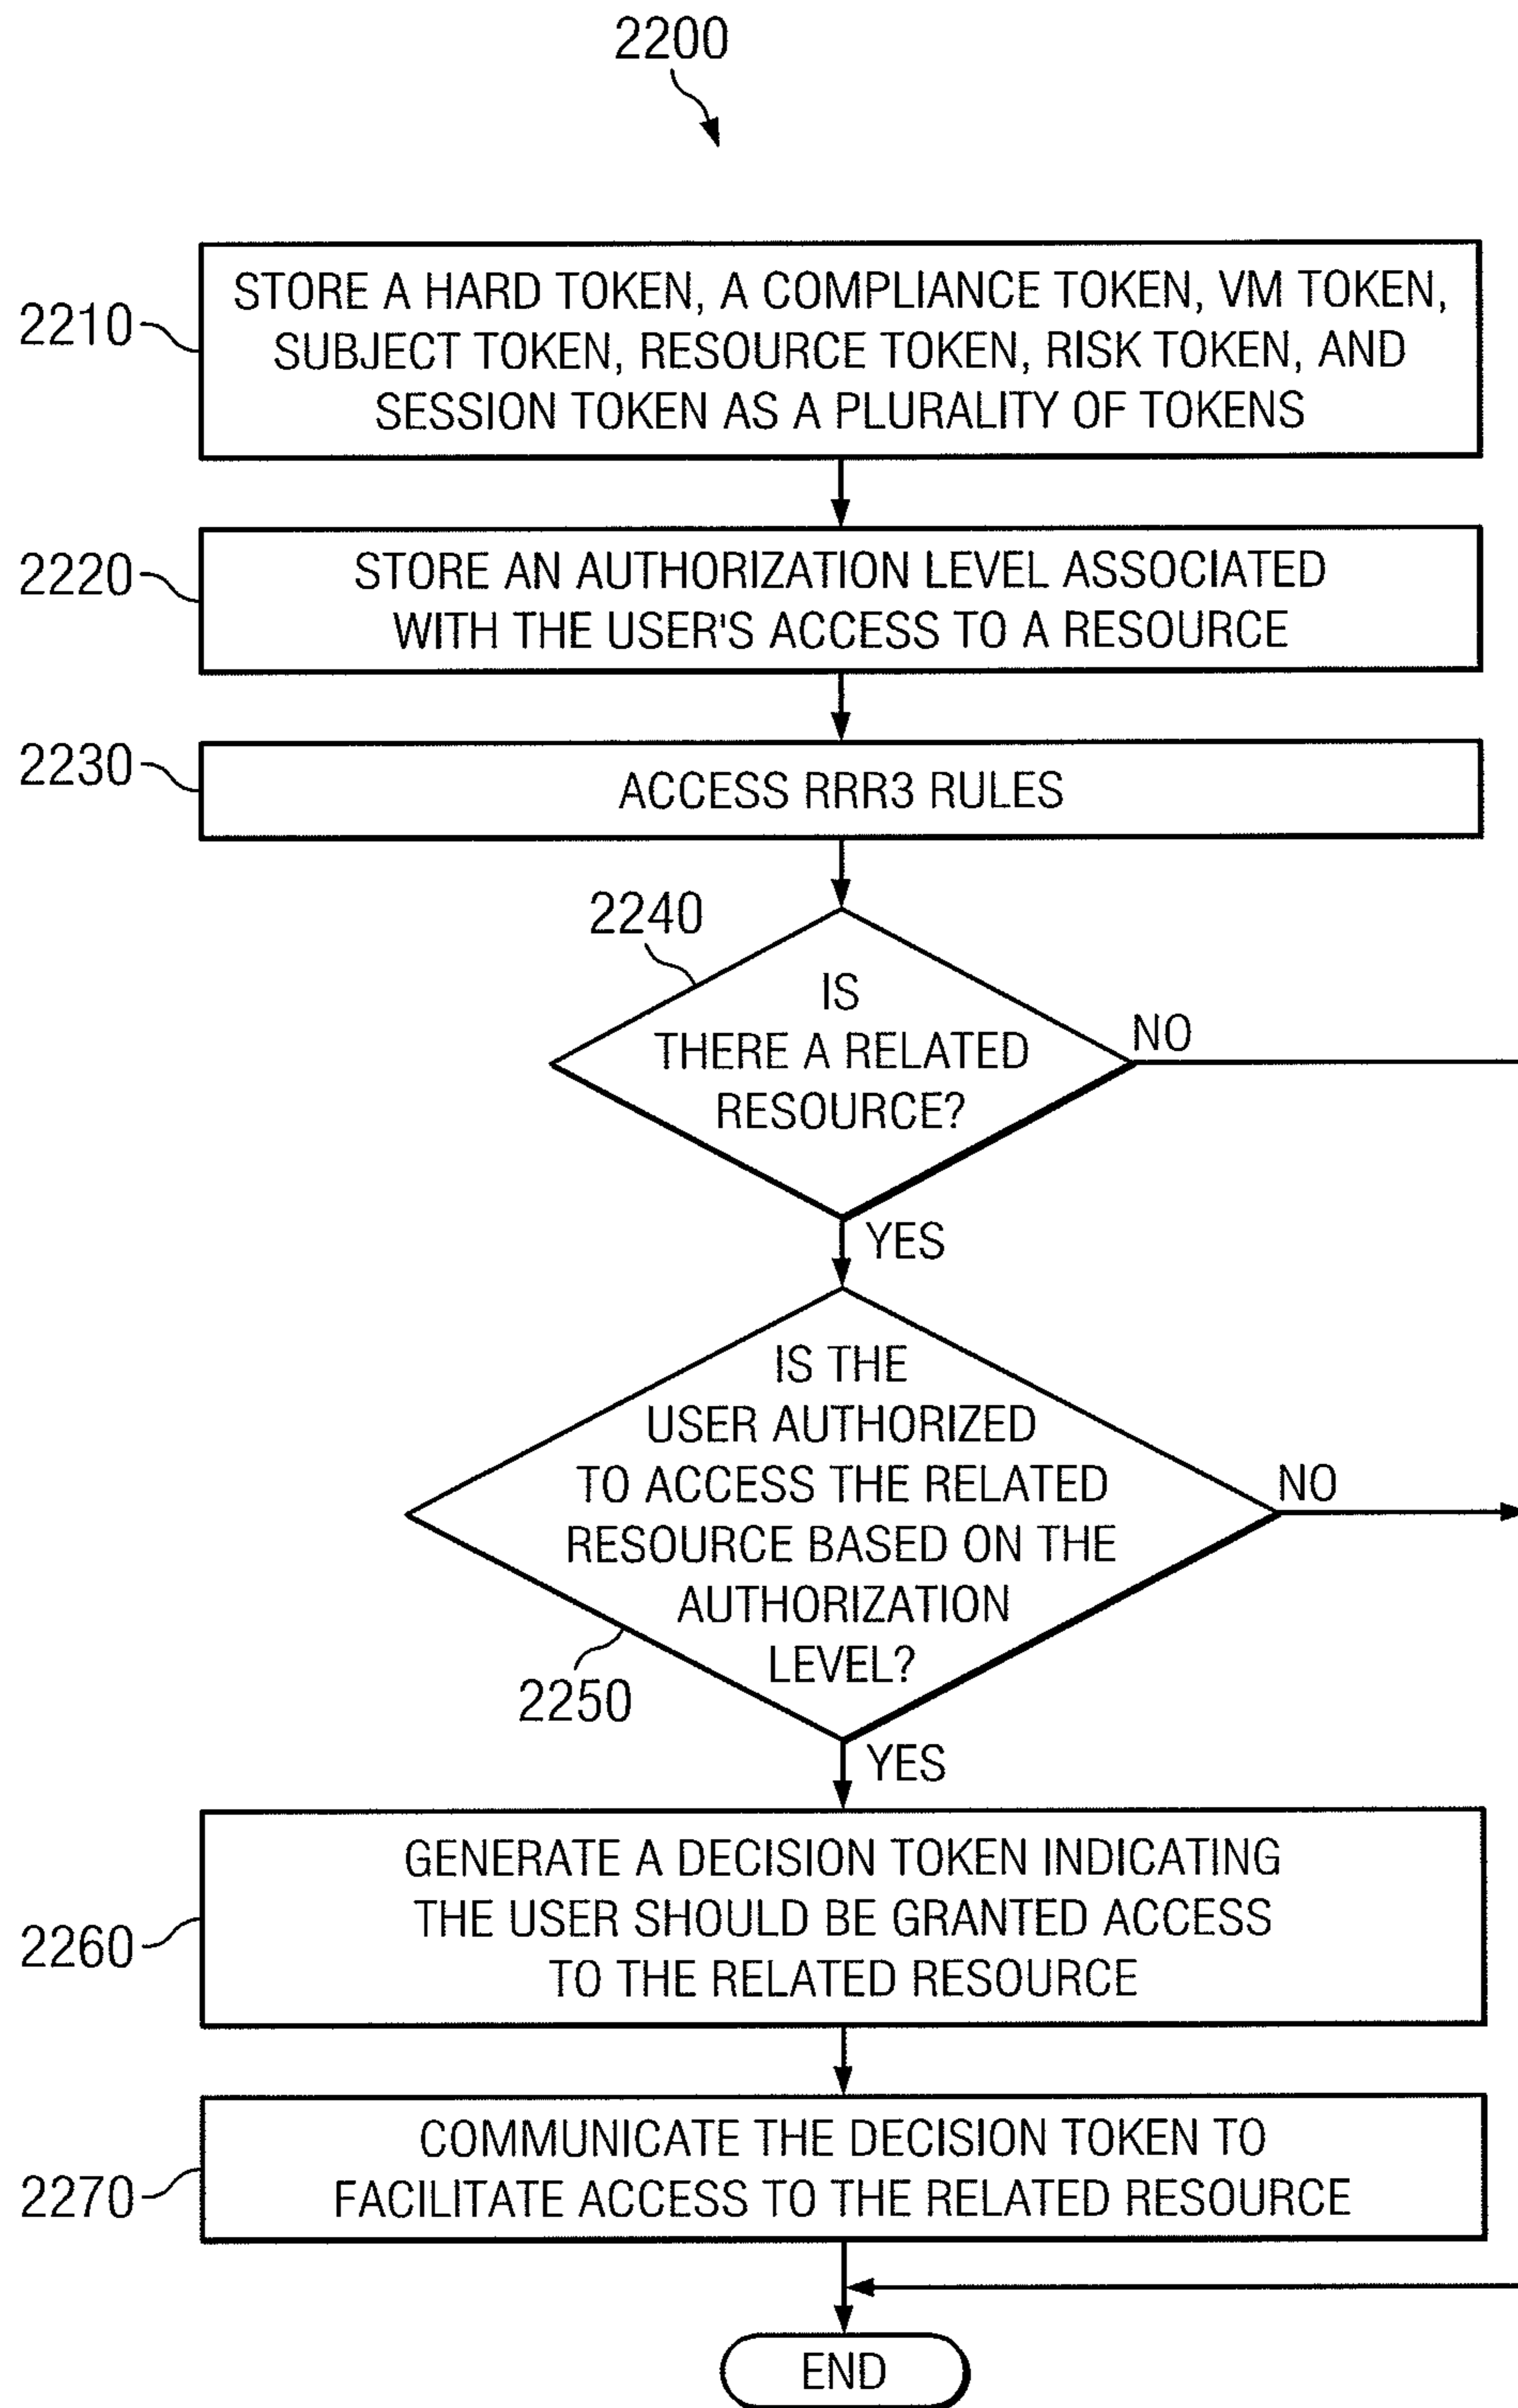 2200
2210
STORE A HARD TOKEN, A COMPLIANCE TOKEN, VM TOKEN,
SUBJECT TOKEN, RESOURCE TOKEN, RISK TOKEN, AND
SESSION TOKEN AS A PLURALITY OF TOKENS
2220
STORE AN AUTHORIZATION LEVEL ASSOCIATED
WITH THE USER'S ACCESS TO A RESOURCE
2230
ACCESS RRR3 RULES
2240
IS
THERE A RELATED
RESOURCE?
NO
YES
IS THE
USER AUTHORIZED
TO ACCESS THE RELATED
RESOURCE BASED ON THE
AUTHORIZATION
LEVEL?
NO
2250
YES
2260
GENERATE A DECISION TOKEN INDICATING
THE USER SHOULD BE GRANTED ACCESS
TO THE RELATED RESOURCE
2270
COMMUNICATE THE DECISION TOKEN TO
FACILITATE ACCESS TO THE RELATED RESOURCE
END